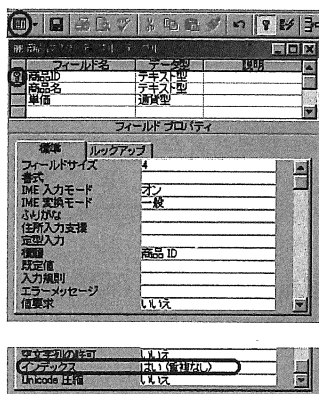 フィールド名 データ型 説明
商品ID テキスト型
商品名 テキスト型
単価 通貨型
フィールド プロパティ
標準 ルックアップ
フィールドサイズ 4
書式
IME 入力モード オン
IME 変換モード 一般
ふりがな
住所入力支援
定型入力
標題 商品 ID
既定値
入力規則
エラーメッセージ
値要求 いいえ
空文字列の許可 いいえ
インデックス はい (重複なし)
Unicode 圧縮 いいえ